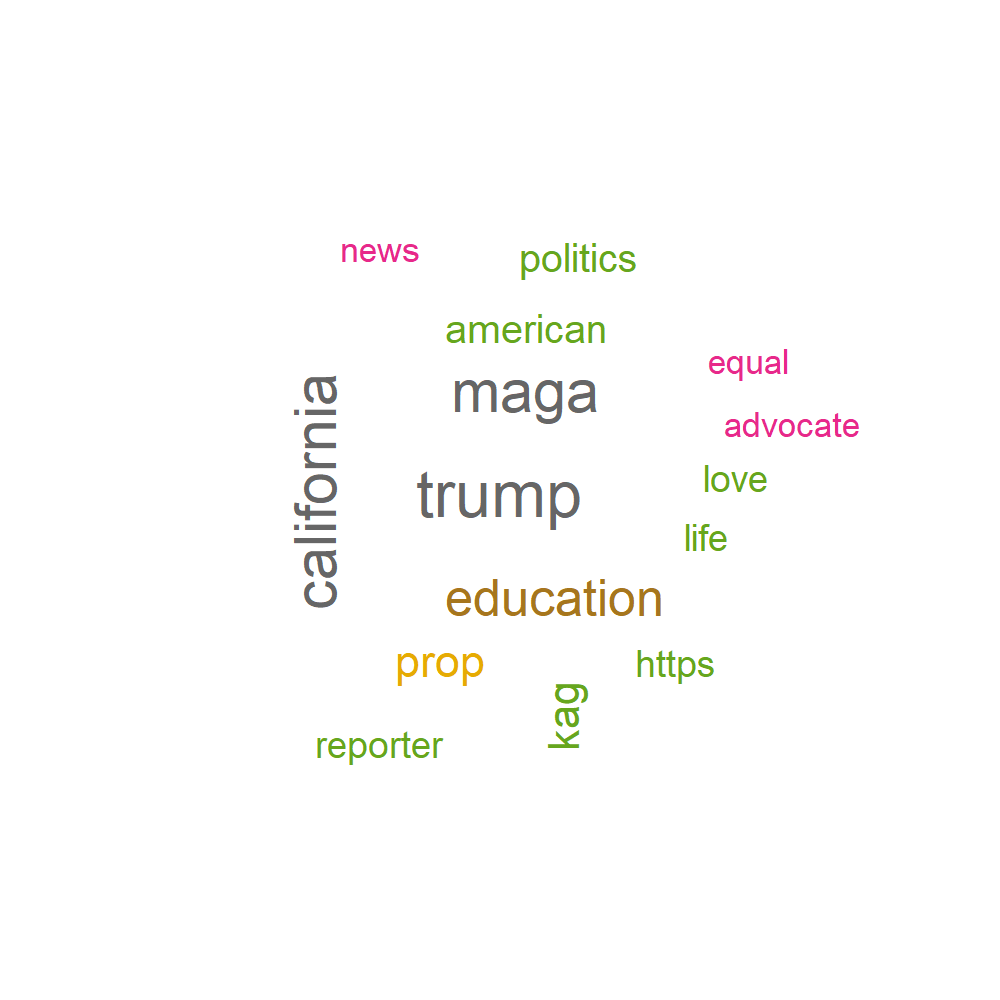 news
politics
american
equal
maga
california
advocate
love
trump
life
education
prop
https
kag
reporter